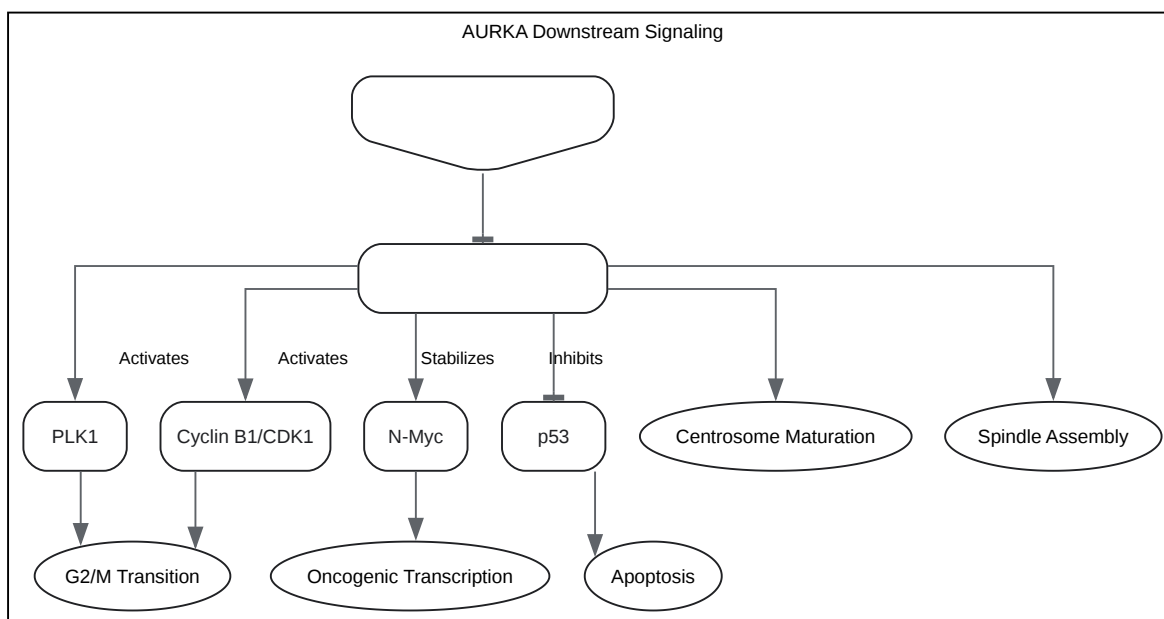 AURKA Downstream Signaling
Activates
Activates
Stabilizes
Inhibits
PLK1
Cyclin B1/CDK1
N-Myc
p53
Centrosome Maturation
Spindle Assembly
G2/M Transition
Oncogenic Transcription
Apoptosis